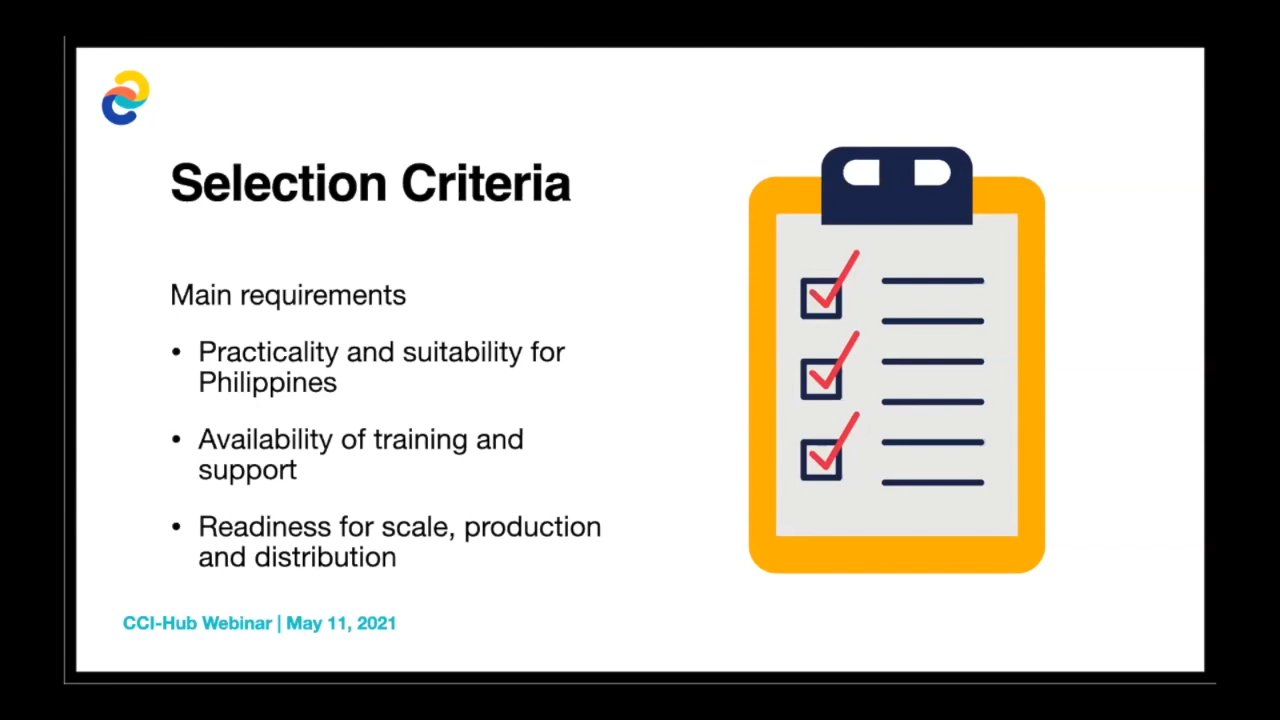 Selection Criteria
Main requirements
• Practicality and suitability for
Philippines
• Availability of training and
support
• Readiness for scale, production
and distribution
CCI-Hub Webinar | May 11, 2021